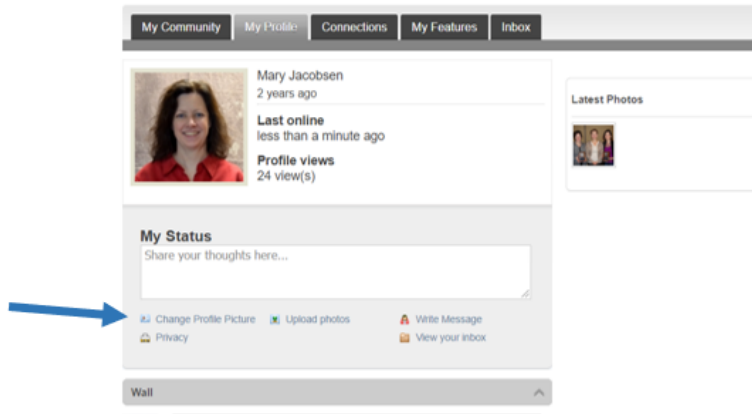 My Community My Profile Connections My Features Inbox
Mary Jacobsen
2 years ago
Last online
less than a minute ago
Profile views
24 view(s)
Latest Photos
My Status
Share your thoughts here...
Change Profile Picture Upload photos Write Message
Privacy View your inbox
Wall